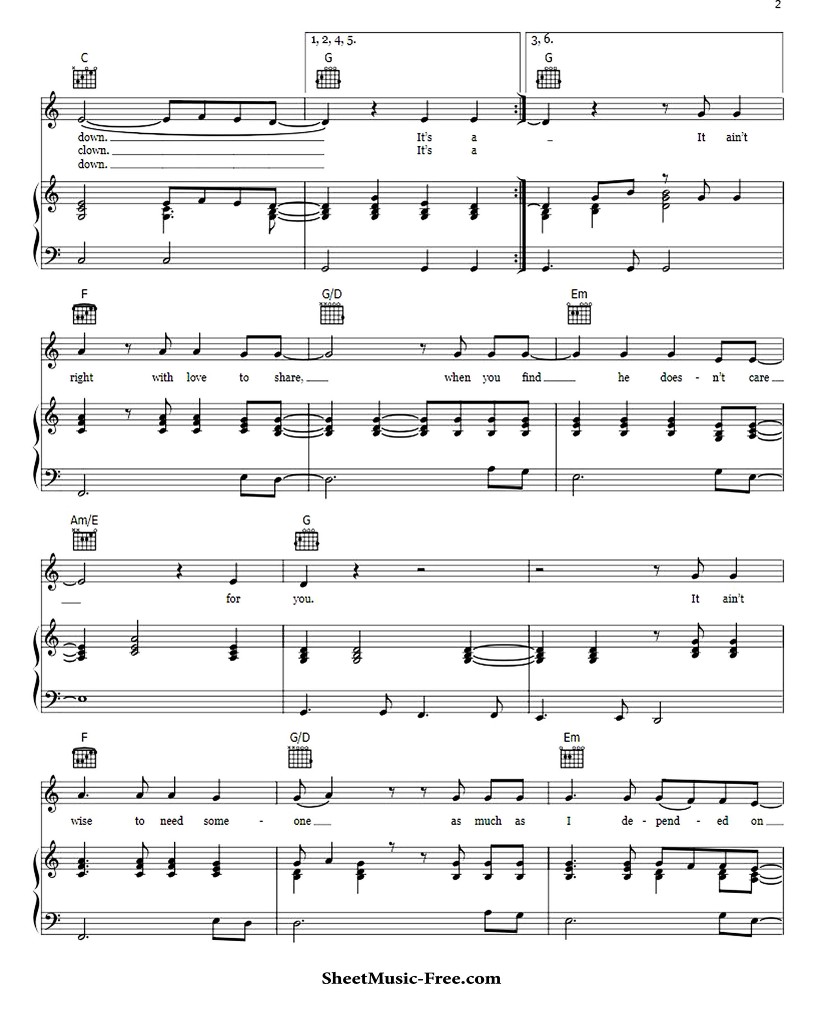 2
1, 2, 4, 5. 3, 6.
C G G
down. It's a _ It ain't
clown. It's a
down.
F G/D Em
right with love to share, when you find he does - n't care
Am/E G
for you. It ain't
F G/D Em
wise to need some - one as much as I de - pend - ed on
SheetMusic-Free.com